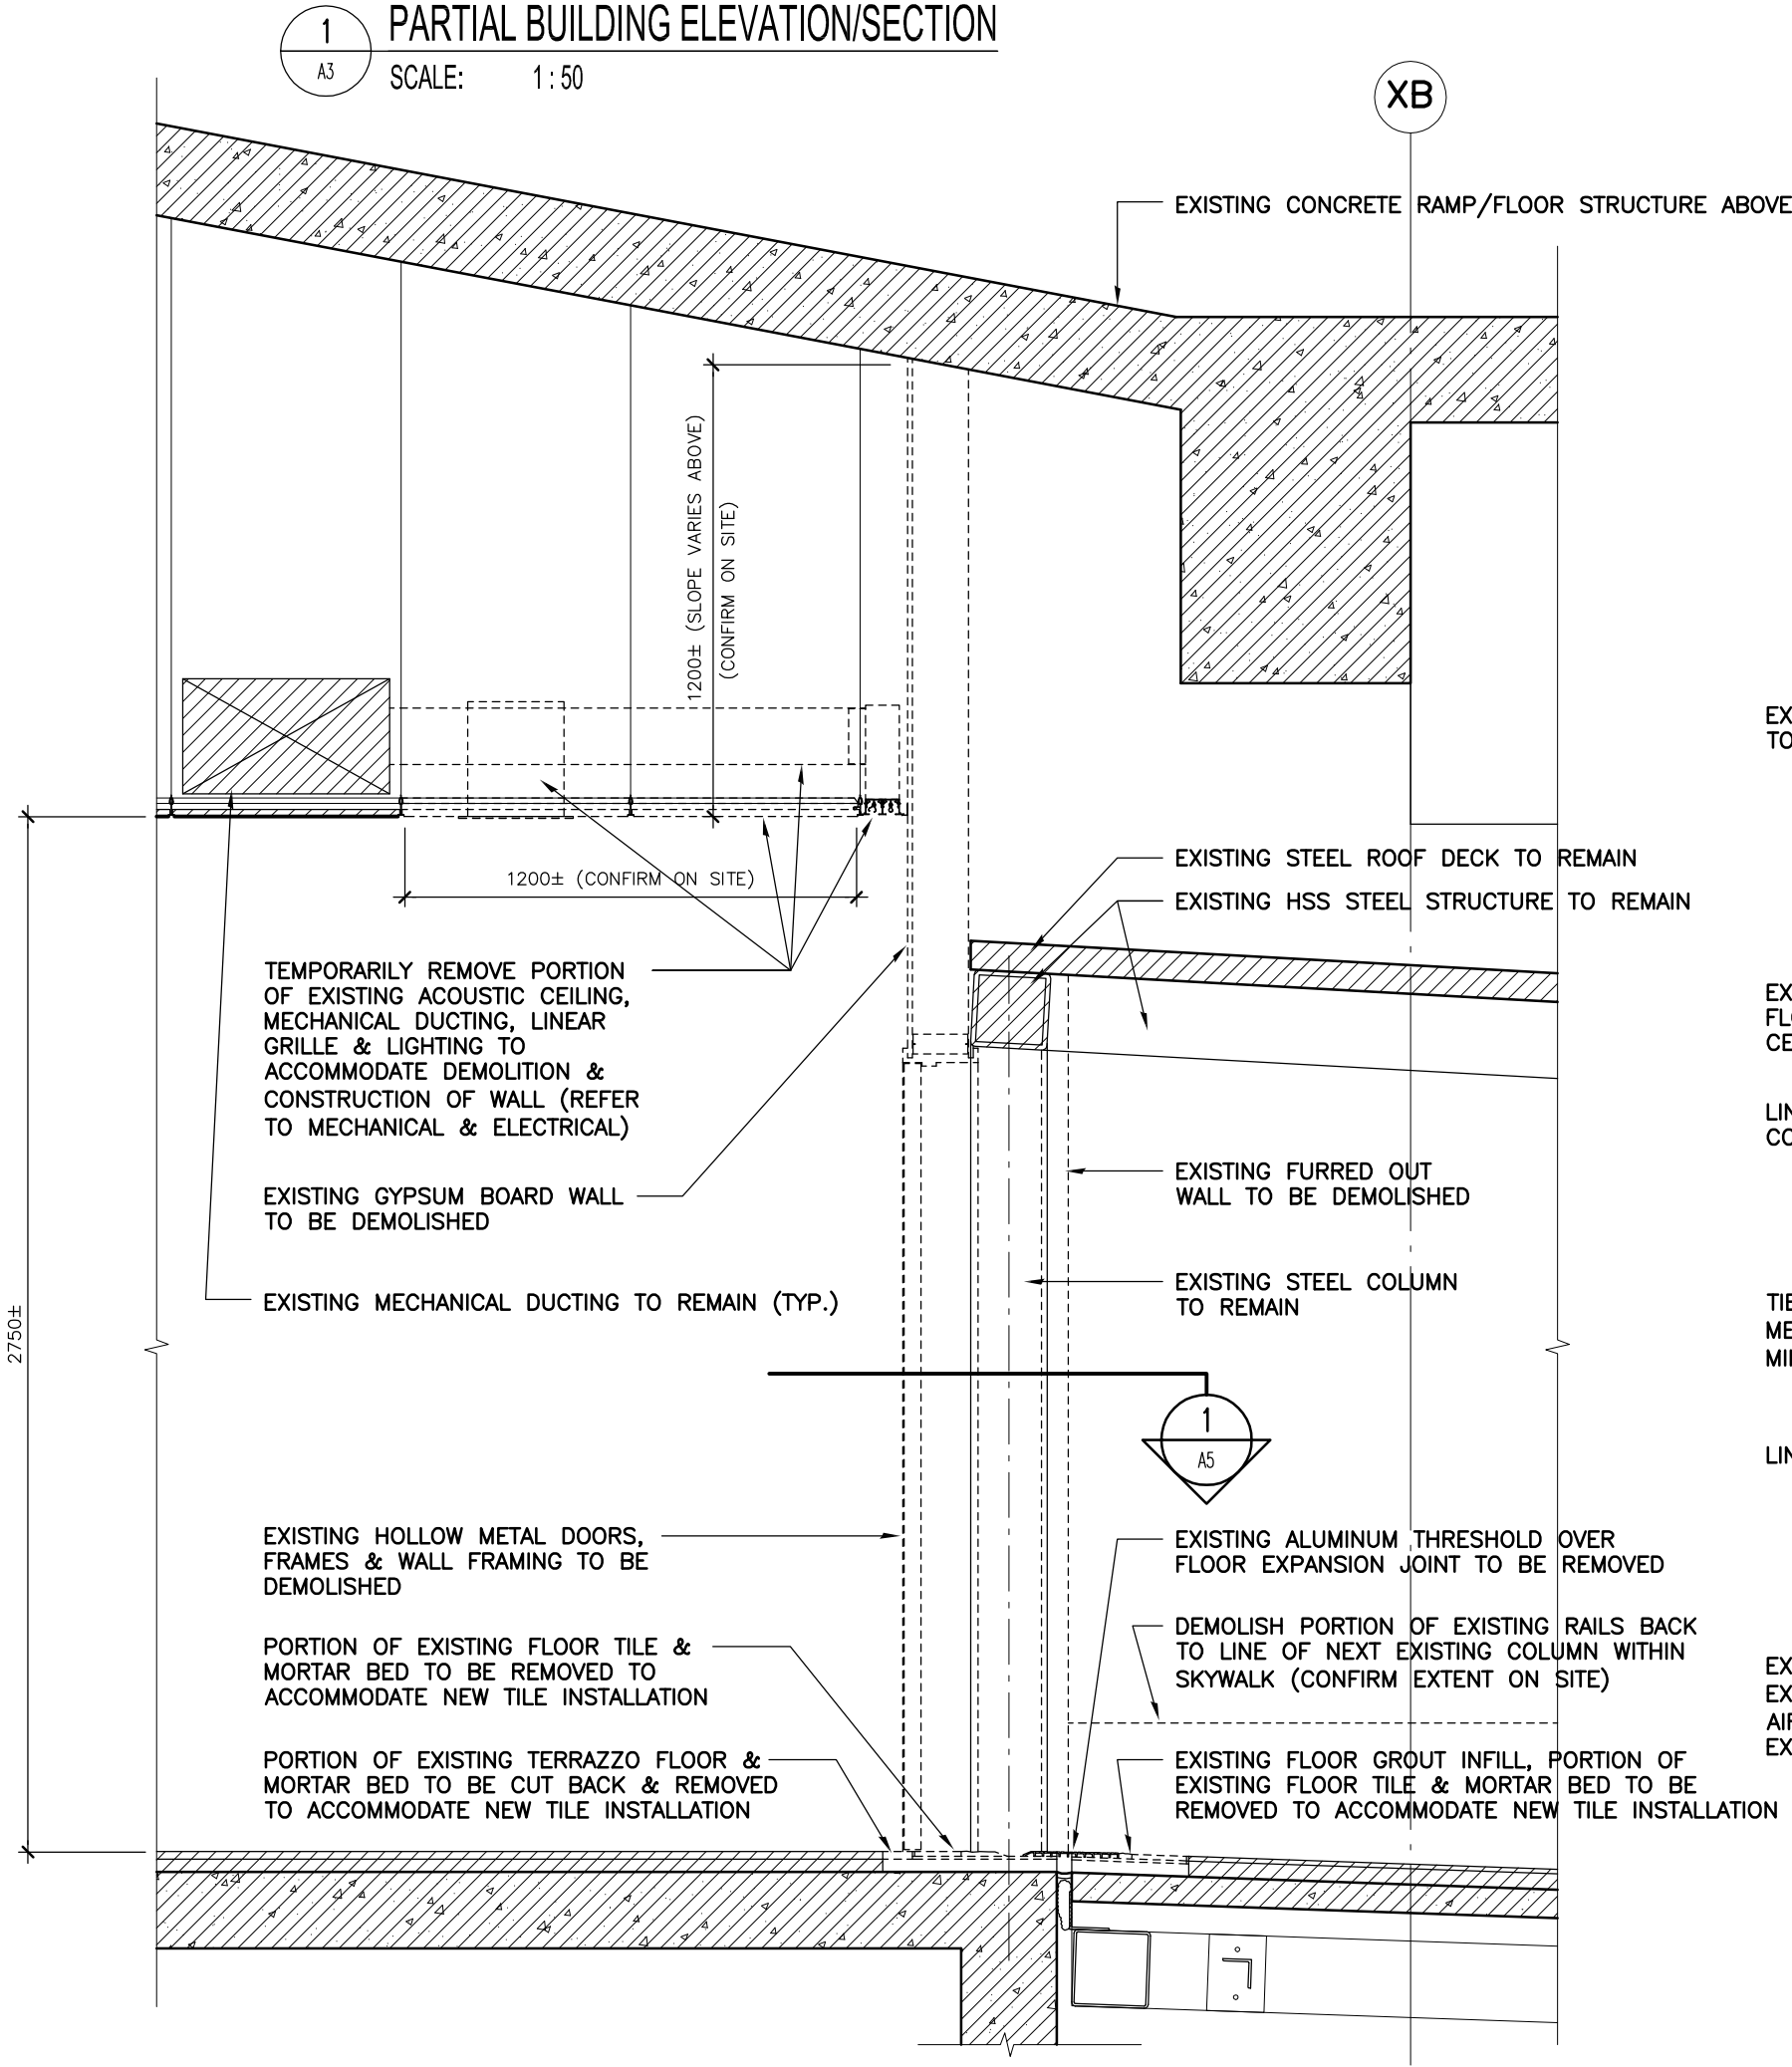 1
A3
PARTIAL BUILDING ELEVATION/SECTION
SCALE: 1 : 50
XB
EXISTING CONCRETE RAMP/FLOOR STRUCTURE ABOVE
1200± (SLOPE VARIES ABOVE)
(CONFIRM ON SITE)
1200± (CONFIRM ON SITE)
2750±
TEMPORARILY REMOVE PORTION
OF EXISTING ACOUSTIC CEILING,
MECHANICAL DUCTING, LINEAR
GRILLE & LIGHTING TO
ACCOMMODATE DEMOLITION &
CONSTRUCTION OF WALL (REFER
TO MECHANICAL & ELECTRICAL)
EXISTING GYPSUM BOARD WALL
TO BE DEMOLISHED
EXISTING MECHANICAL DUCTING TO REMAIN (TYP.)
EXISTING HOLLOW METAL DOORS,
FRAMES & WALL FRAMING TO BE
DEMOLISHED
PORTION OF EXISTING FLOOR TILE &
MORTAR BED TO BE REMOVED TO
ACCOMMODATE NEW TILE INSTALLATION
PORTION OF EXISTING TERRAZZO FLOOR &
MORTAR BED TO BE CUT BACK & REMOVED
TO ACCOMMODATE NEW TILE INSTALLATION
EXISTING STEEL ROOF DECK TO REMAIN
EXISTING HSS STEEL STRUCTURE TO REMAIN
EXISTING FURRED OUT
WALL TO BE DEMOLISHED
EXISTING STEEL COLUMN
TO REMAIN
1
A5
EXISTING ALUMINUM THRESHOLD OVER
FLOOR EXPANSION JOINT TO BE REMOVED
DEMOLISH PORTION OF EXISTING RAILS BACK
TO LINE OF NEXT EXISTING COLUMN WITHIN
SKYWALK (CONFIRM EXTENT ON SITE)
EXISTING FLOOR GROUT INFILL, PORTION OF
EXISTING FLOOR TILE & MORTAR BED TO BE
REMOVED TO ACCOMMODATE NEW TILE INSTALLATION